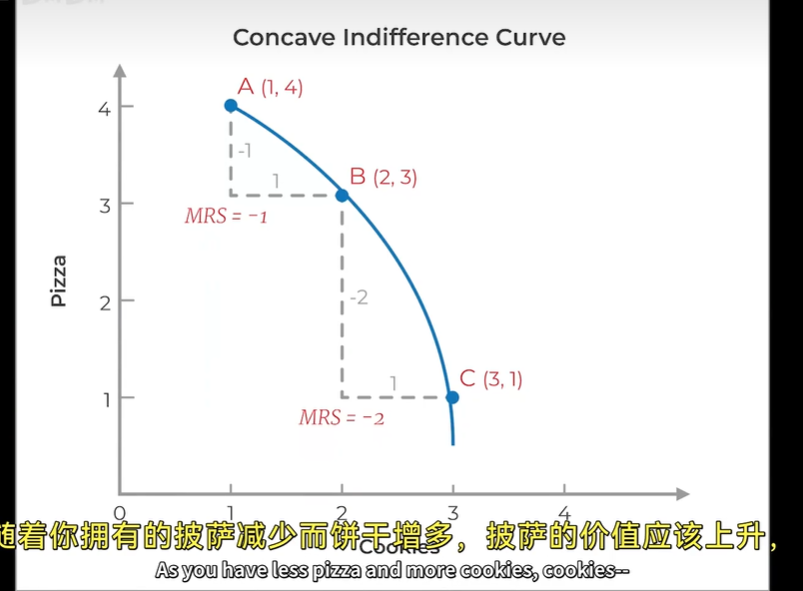 Concave Indifference Curve
A (1, 4)
4
-1
1
B (2, 3)
3
MRS = −1
Pizza
-2
2
1
C (3, 1)
1
MRS = −2
0
1
2
3
4
Cookies
随着你拥有的披萨减少而饼干增多，披萨的价值应该上升，
As you have less pizza and more cookies, cookies--